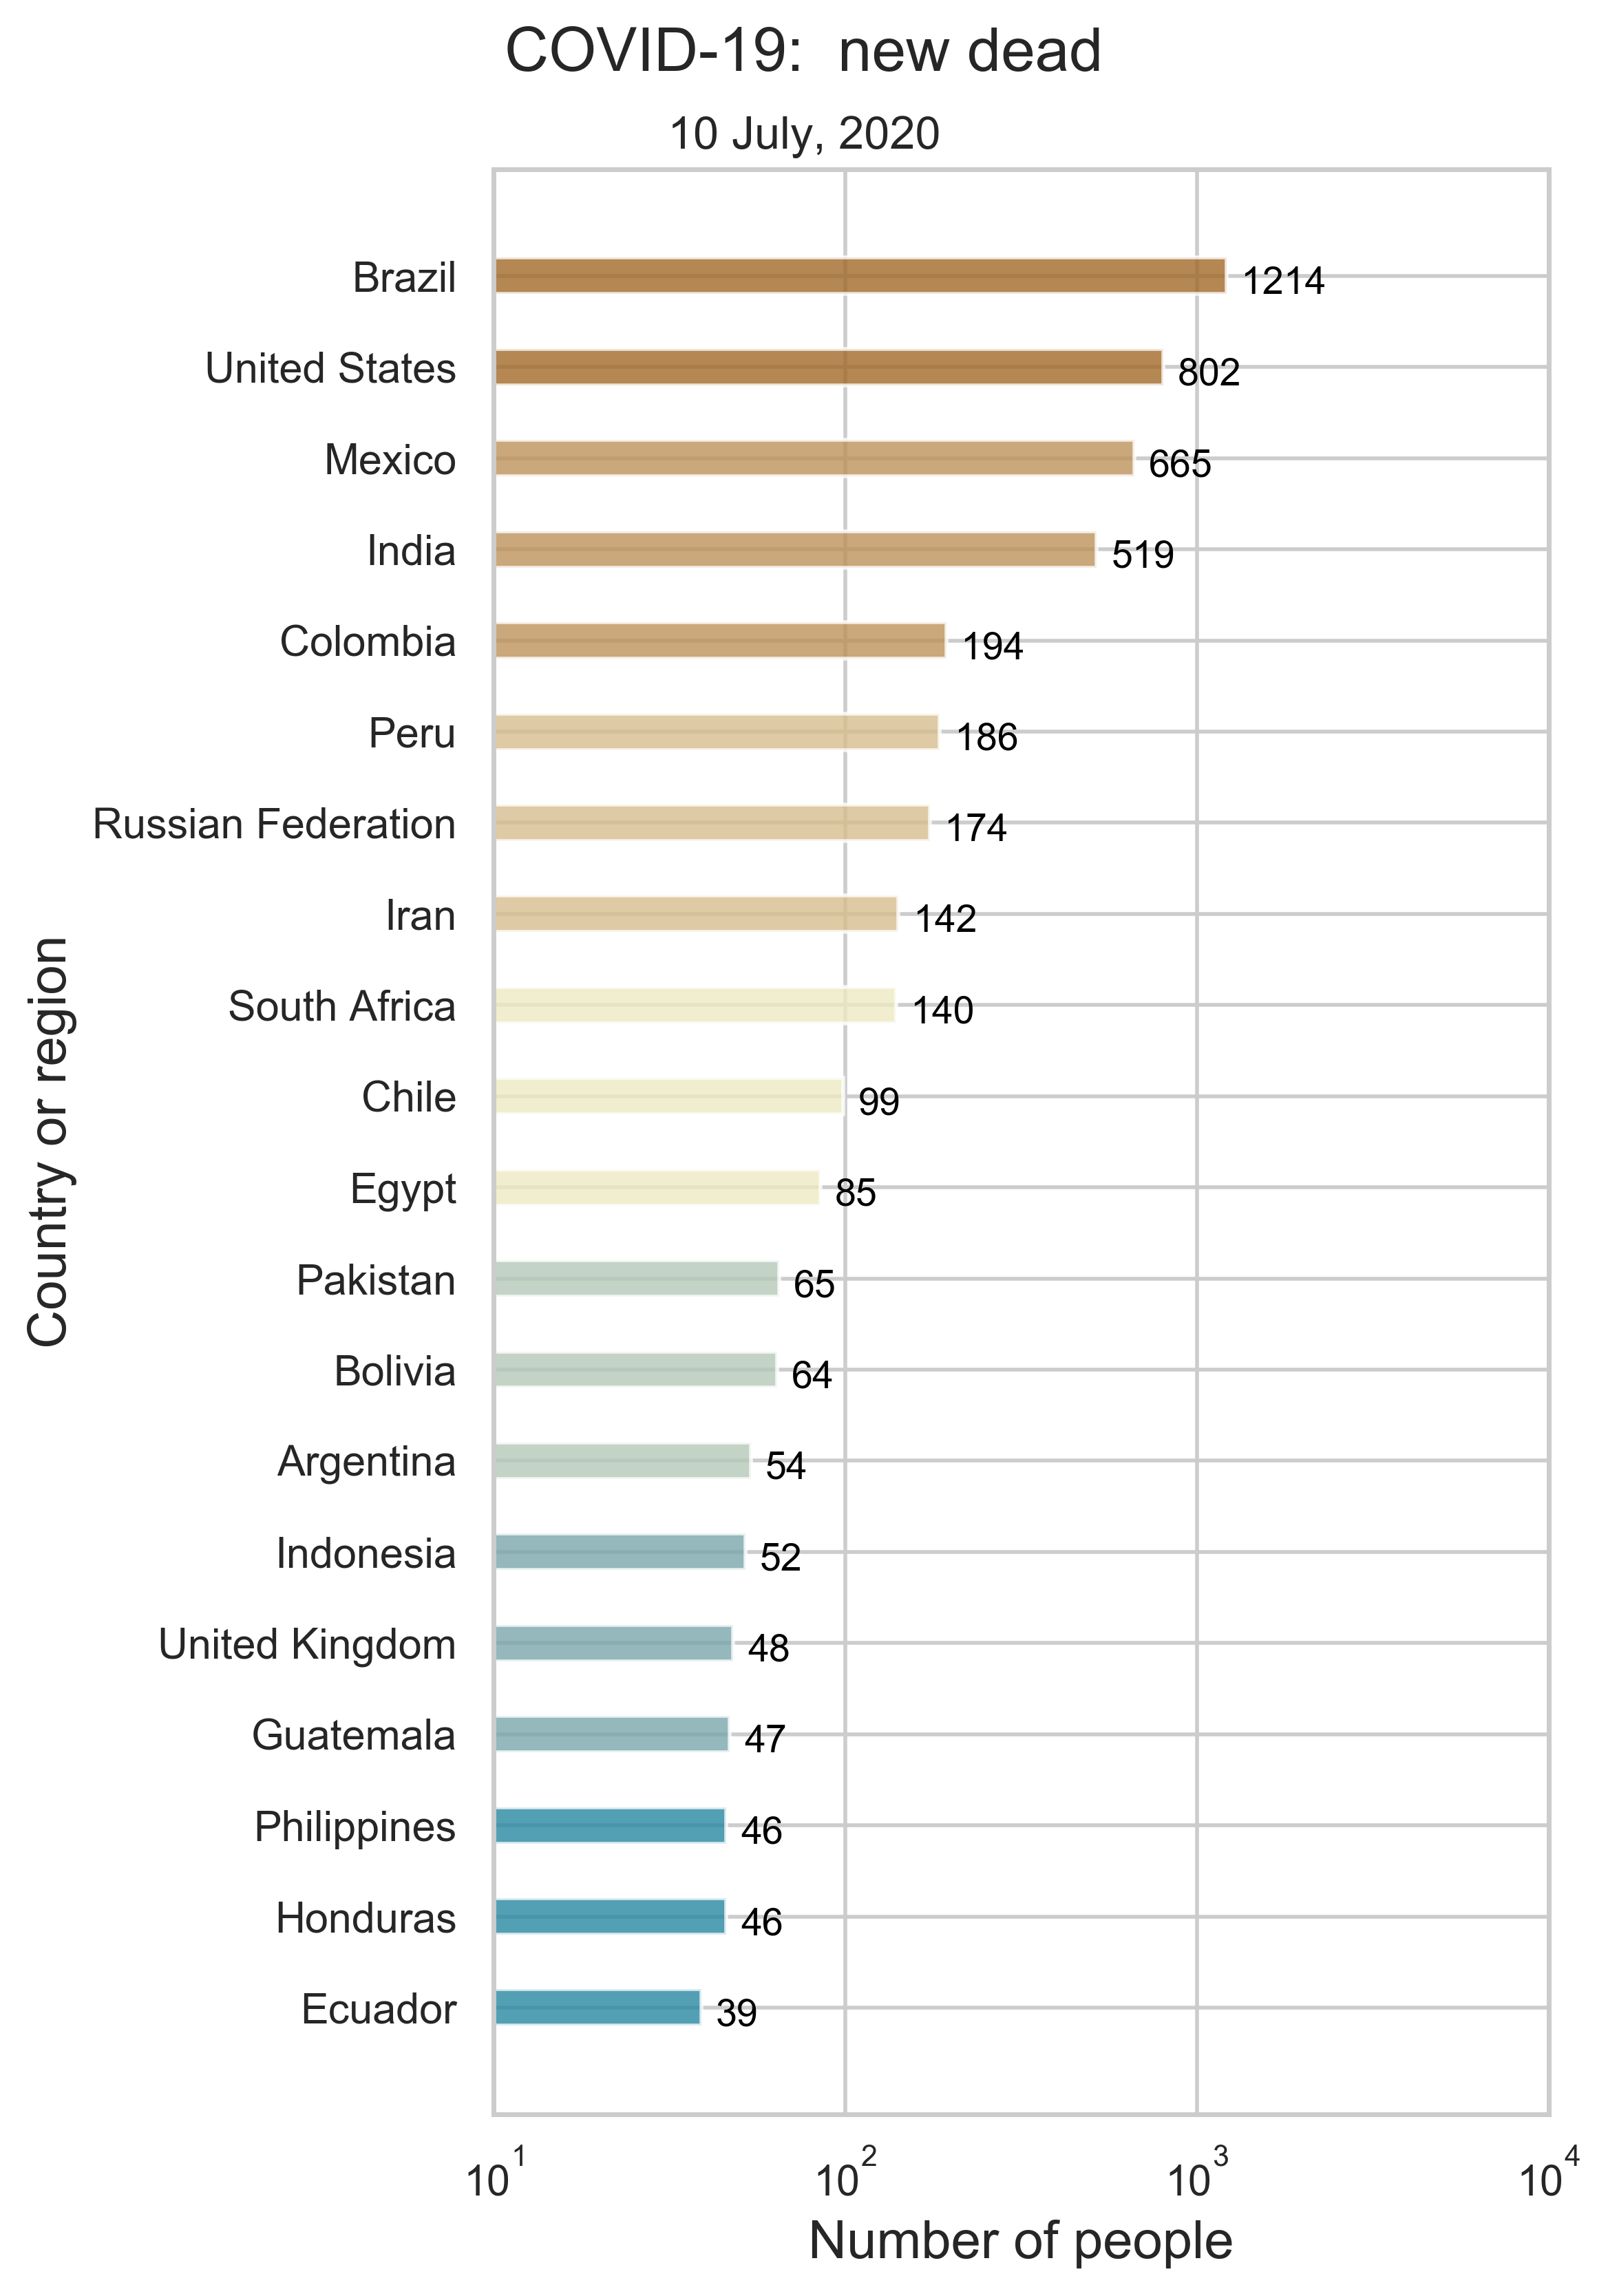 COVID-19:  new dead
10 July, 2020
Brazil 1214
United States 802
Mexico 665
India 519
Colombia 194
Peru 186
Russian Federation 174
Iran 142
South Africa 140
Chile 99
Egypt 85
Pakistan 65
Bolivia 64
Argentina 54
Indonesia 52
United Kingdom 48
Guatemala 47
Philippines 46
Honduras 46
Ecuador 39
Country or region
10^1 10^2 10^3 10^4
Number of people